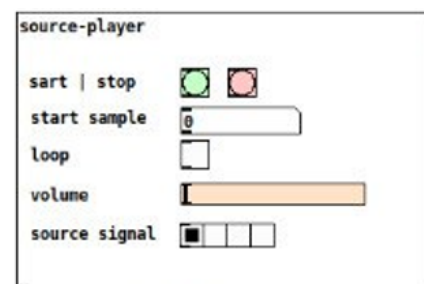 source-player
sart | stop
start sample
0
loop
volume
source signal